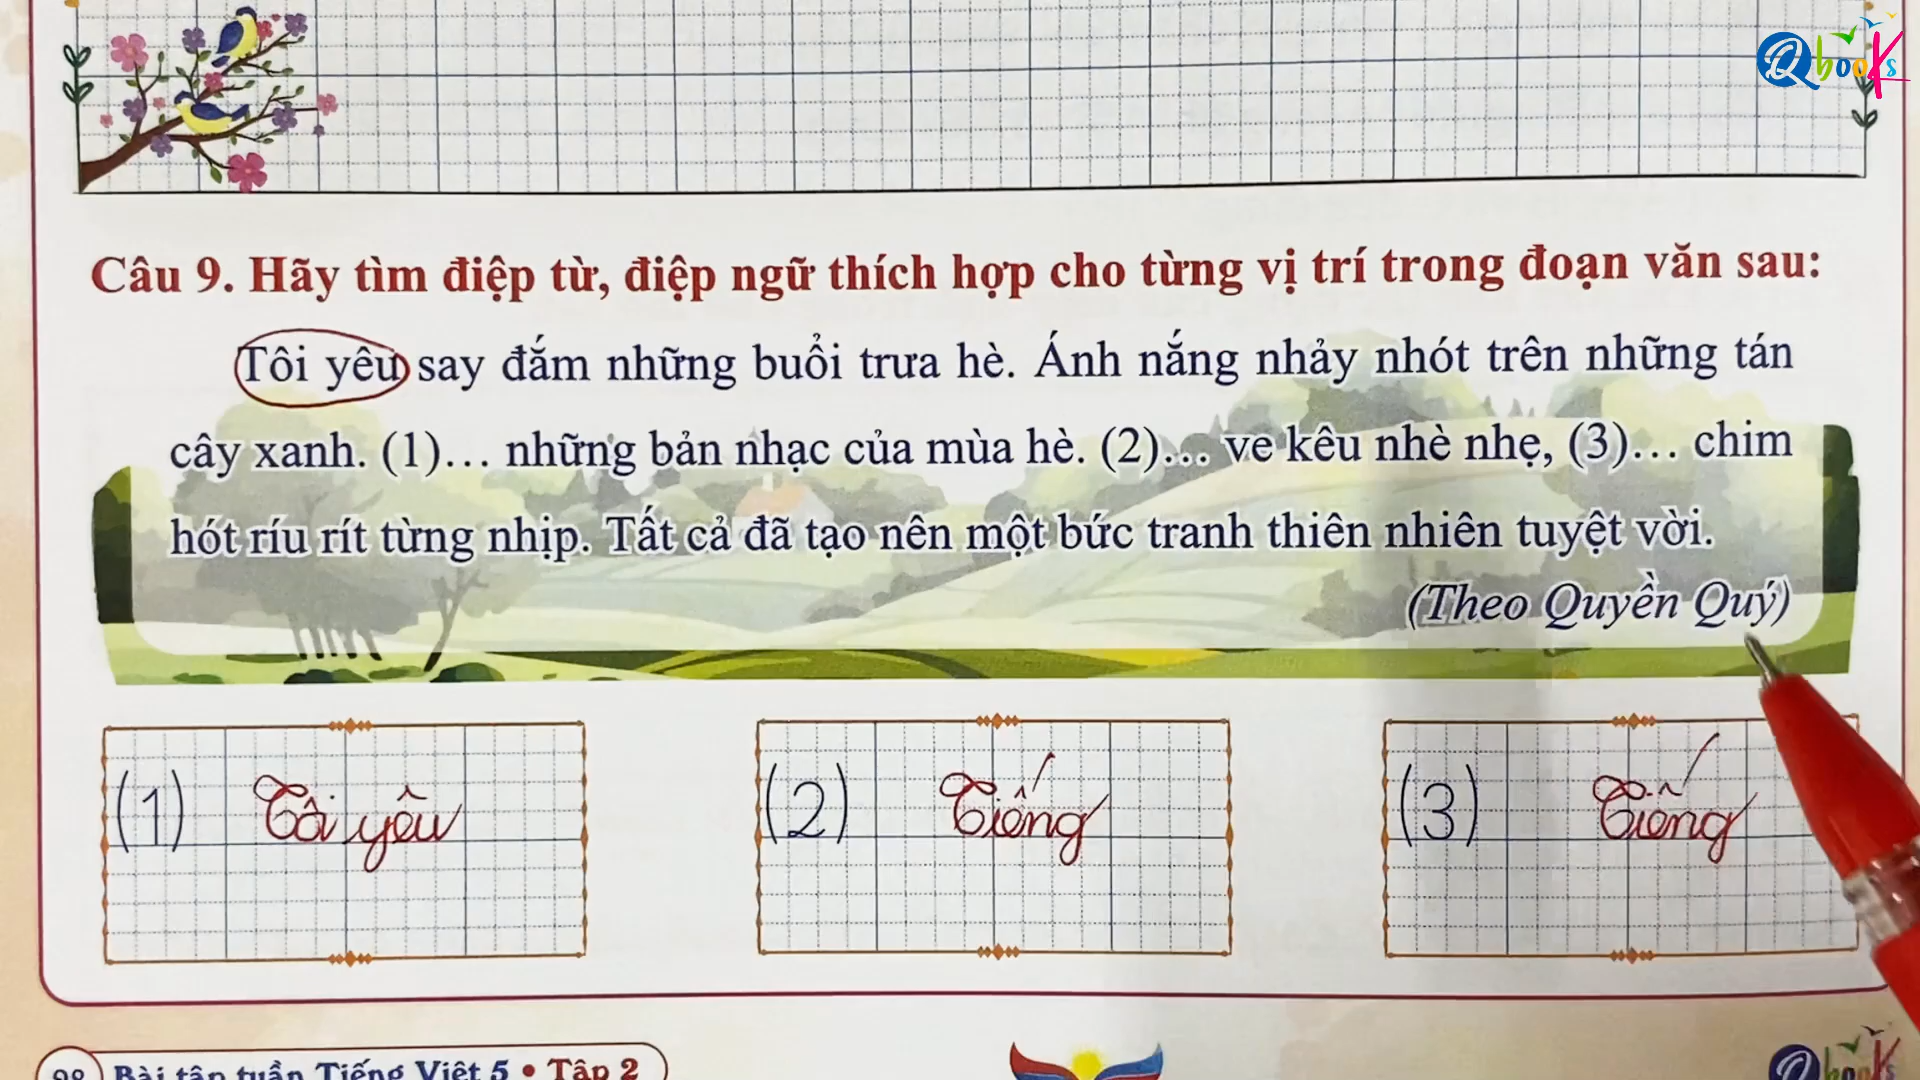 Qbooks
Câu 9. Hãy tìm điệp từ, điệp ngữ thích hợp cho từng vị trí trong đoạn văn sau:
Tôi yêu say đắm những buổi trưa hè. Ánh nắng nhảy nhót trên những tán
cây xanh. (1)... những bản nhạc của mùa hè. (2)... ve kêu nhè nhẹ, (3)... chim
hót ríu rít từng nhịp. Tất cả đã tạo nên một bức tranh thiên nhiên tuyệt vời.
(Theo Quyền Quý)
(1) Tôi yêu
(2) Tiếng
(3) Tiếng
Bài tập tuần Tiếng Việt 5 • Tập 2
Qbooks